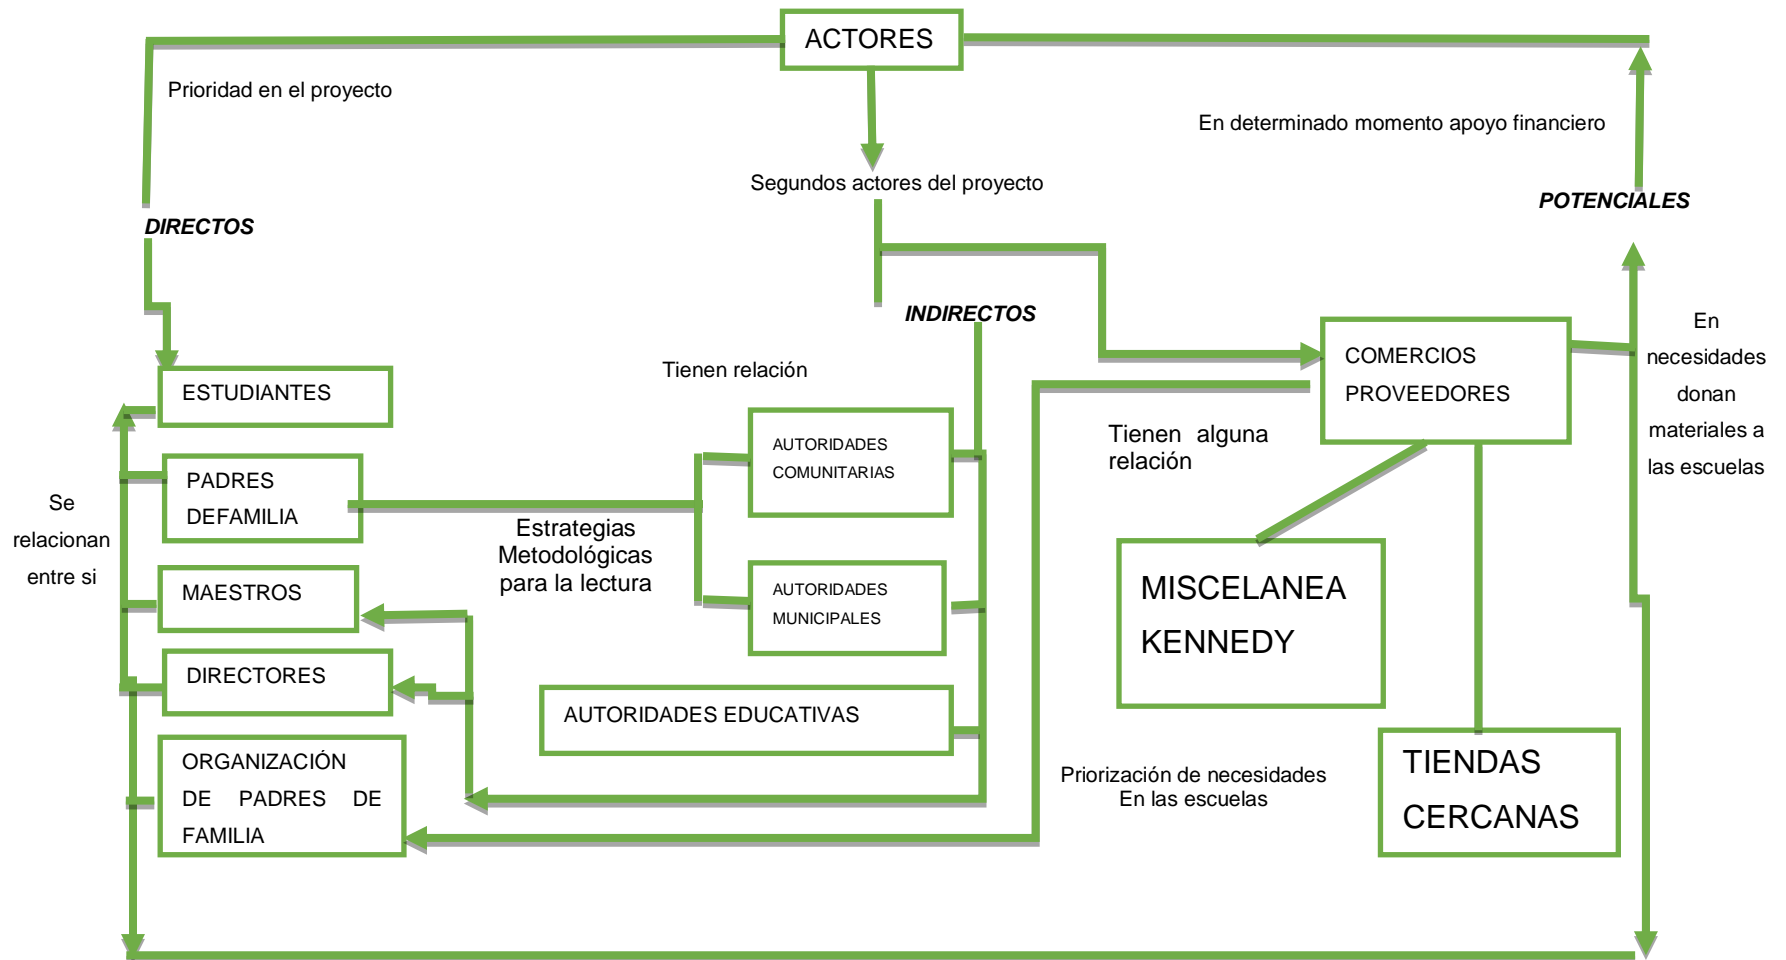 ACTORES
Prioridad en el proyecto
En determinado momento apoyo financiero
Segundos actores del proyecto
POTENCIALES
DIRECTOS
INDIRECTOS
En
necesidades
donan
materiales a
las escuelas
COMERCIOS
PROVEEDORES
Tienen relación
ESTUDIANTES
AUTORIDADES
COMUNITARIAS
Tienen alguna
relación
PADRES
DEFAMILIA
Se
relacionan
entre si
Estrategias
Metodológicas
para la lectura
MAESTROS
AUTORIDADES
MUNICIPALES
MISCELANEA
KENNEDY
DIRECTORES
AUTORIDADES EDUCATIVAS
ORGANIZACIÓN
DE PADRES DE
FAMILIA
Priorización de necesidades
En las escuelas
TIENDAS
CERCANAS